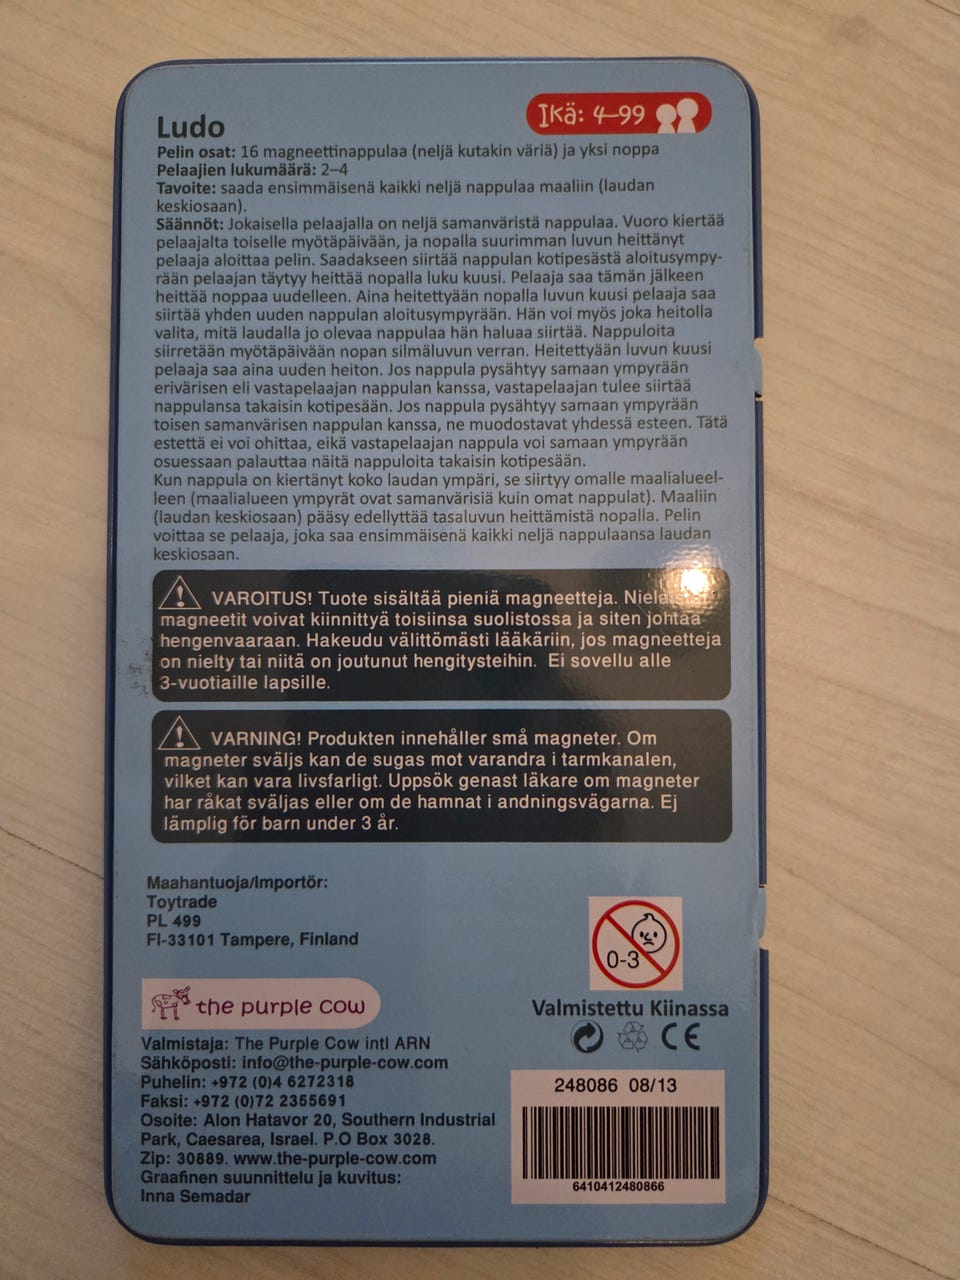 Ikä: 4–99
Ludo
Pelin osat: 16 magneettinappulaa (neljä kutakin väriä) ja yksi noppa
Pelaajien lukumäärä: 2–4
Tavoite: saada ensimmäisenä kaikki neljä nappulaa maaliin (laudan
keskiosaan).
Säännöt: Jokaisella pelaajalla on neljä samanväristä nappulaa. Vuoro kiertää
pelaajalta toiselle myötäpäivään, ja nopalla suurimman luvun heittänyt
pelaaja aloittaa pelin. Saadakseen siirtää nappulan kotipesästä aloitusympy-
rään pelaajan täytyy heittää nopalla luku kuusi. Pelaaja saa tämän jälkeen
heittää noppaa uudelleen. Aina heitettyään nopalla luvun kuusi pelaaja saa
siirtää yhden uuden nappulan aloitusympyrään. Hän voi myös joka heitolla
valita, mitä laudalla jo olevaa nappulaa hän haluaa siirtää. Nappuloita
siirretään myötäpäivään nopan silmäluvun verran. Heitettyään luvun kuusi
pelaaja saa aina uuden heiton. Jos nappula pysähtyy samaan ympyrään
erivärisen eli vastapelaajan nappulan kanssa, vastapelaajan tulee siirtää
nappulansa takaisin kotipesään. Jos nappula pysähtyy samaan ympyrään
toisen samanvärisen nappulan kanssa, ne muodostavat yhdessä esteen. Tätä
estettä ei voi ohittaa, eikä vastapelaajan nappula voi samaan ympyrään
osuessaan palauttaa näitä nappuloita takaisin kotipesään.
Kun nappula on kiertänyt koko laudan ympäri, se siirtyy omalle maalialueel-
leen (maalialueen ympyrät ovat samanvärisiä kuin omat nappulat). Maaliin
(laudan keskiosaan) pääsy edellyttää tasaluvun heittämistä nopalla. Pelin
voittaa se pelaaja, joka saa ensimmäisenä kaikki neljä nappulaansa laudan
keskiosaan.
VAROITUS! Tuote sisältää pieniä magneetteja.
magneetit voivat kiinnittyä toisiinsa suolistossa ja siten johtaa
hengenvaaraan. Hakeudu välittömästi lääkäriin, jos magneetteja
on nielty tai niitä on joutunut hengitysteihin. Ei sovellu alle
3-vuotiaille lapsille.
VARNING! Produkten innehåller små magneter. Om
magneter sväljs kan de sugas mot varandra i tarmkanalen,
vilket kan vara livsfarligt. Uppsök genast läkare om magneter
har råkat sväljas eller om de hamnat i andningsvägarna. Ej
lämplig för barn under 3 år.
Maahantuoja/Importör:
Toytrade
PL 499
FI-33101 Tampere, Finland
0-3
the purple cow
Valmistettu Kiinassa
CE
Valmistaja: The Purple Cow intl ARN
Sähköposti: info@the-purple-cow.com
Puhelin: +972 (0)4 6272318
Faksi: +972 (0)72 2355691
Osoite: Alon Hatavor 20, Southern Industrial
Park, Caesarea, Israel. P.O Box 3028.
Zip: 30889. www.the-purple-cow.com
Graafinen suunnittelu ja kuvitus:
Inna Semadar
248086 08/13
6410412480866